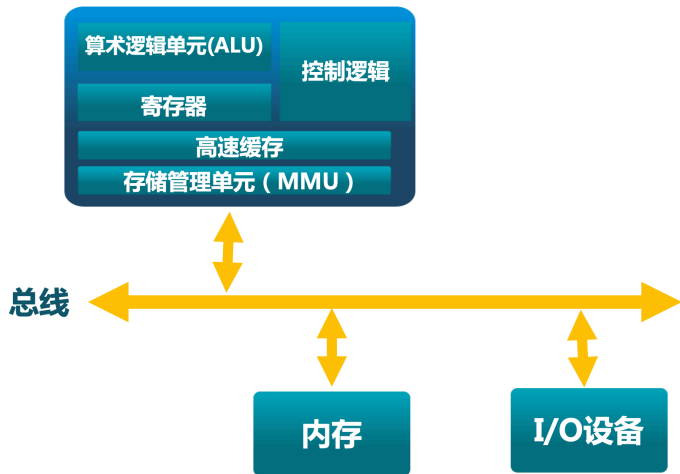 算术逻辑单元(ALU)
控制逻辑
寄存器
高速缓存
存储管理单元（MMU）
总线
内存
I/O设备